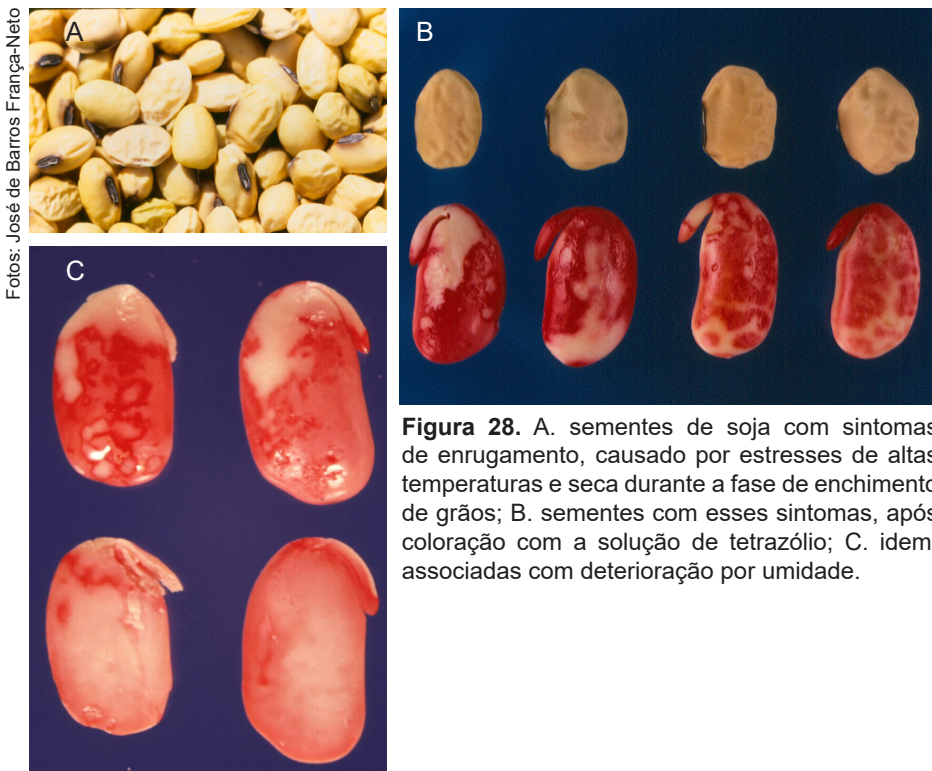 Fotos: José de Barros França-Neto
A
B
C
Figura 28. A. sementes de soja com sintomas
de enrugamento, causado por estresses de altas
temperaturas e seca durante a fase de enchimento
de grãos; B. sementes com esses sintomas, após
coloração com a solução de tetrazólio; C. idem
associadas com deterioração por umidade.